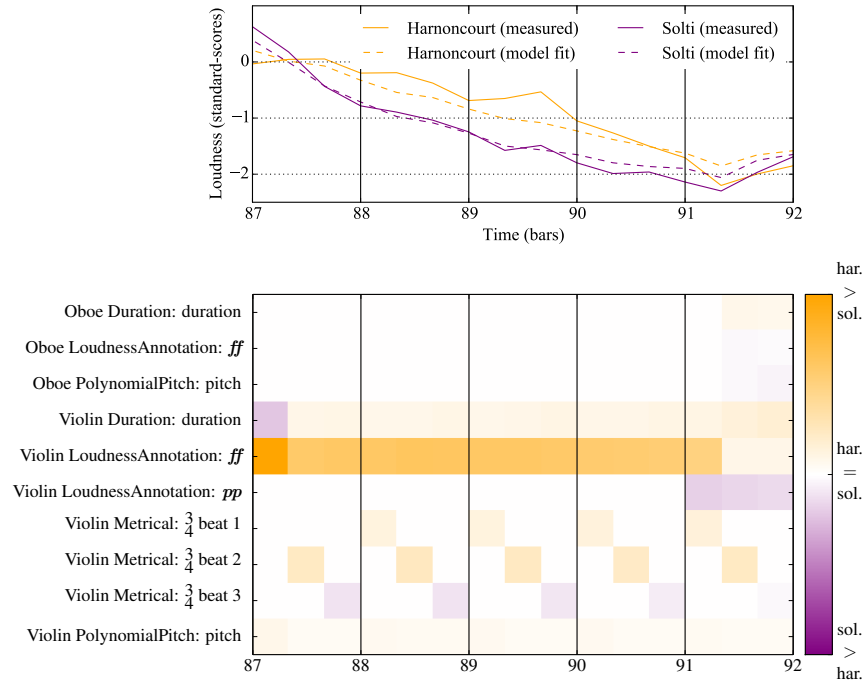 Loudness (standard-scores)
0
−1
−2
Harnoncourt (measured)
Harnoncourt (model fit)
Solti (measured)
Solti (model fit)
87 88 89 90 91 92
Time (bars)
Oboe Duration: duration
Oboe LoudnessAnnotation: ff
Oboe PolynomialPitch: pitch
Violin Duration: duration
Violin LoudnessAnnotation: ff
Violin LoudnessAnnotation: pp
Violin Metrical: 3/4 beat 1
Violin Metrical: 3/4 beat 2
Violin Metrical: 3/4 beat 3
Violin PolynomialPitch: pitch
87 88 89 90 91 92
har.
>
sol.
har.
=
sol.
sol.
>
har.